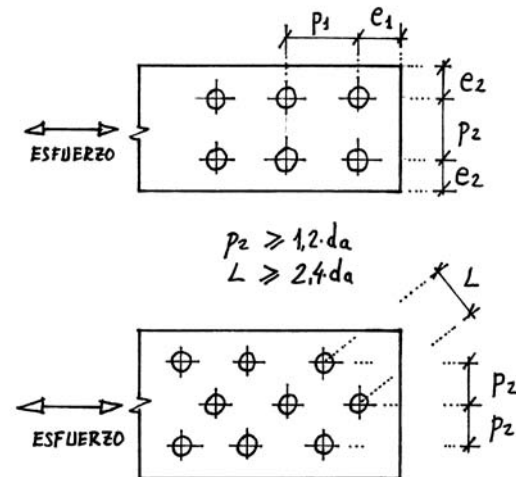 p₁ e₁
e₂
ESFUERZO p₂
e₂
p₂ ⩾ 1,2·da
L ⩾ 2,4·da
L
p₂
ESFUERZO p₂